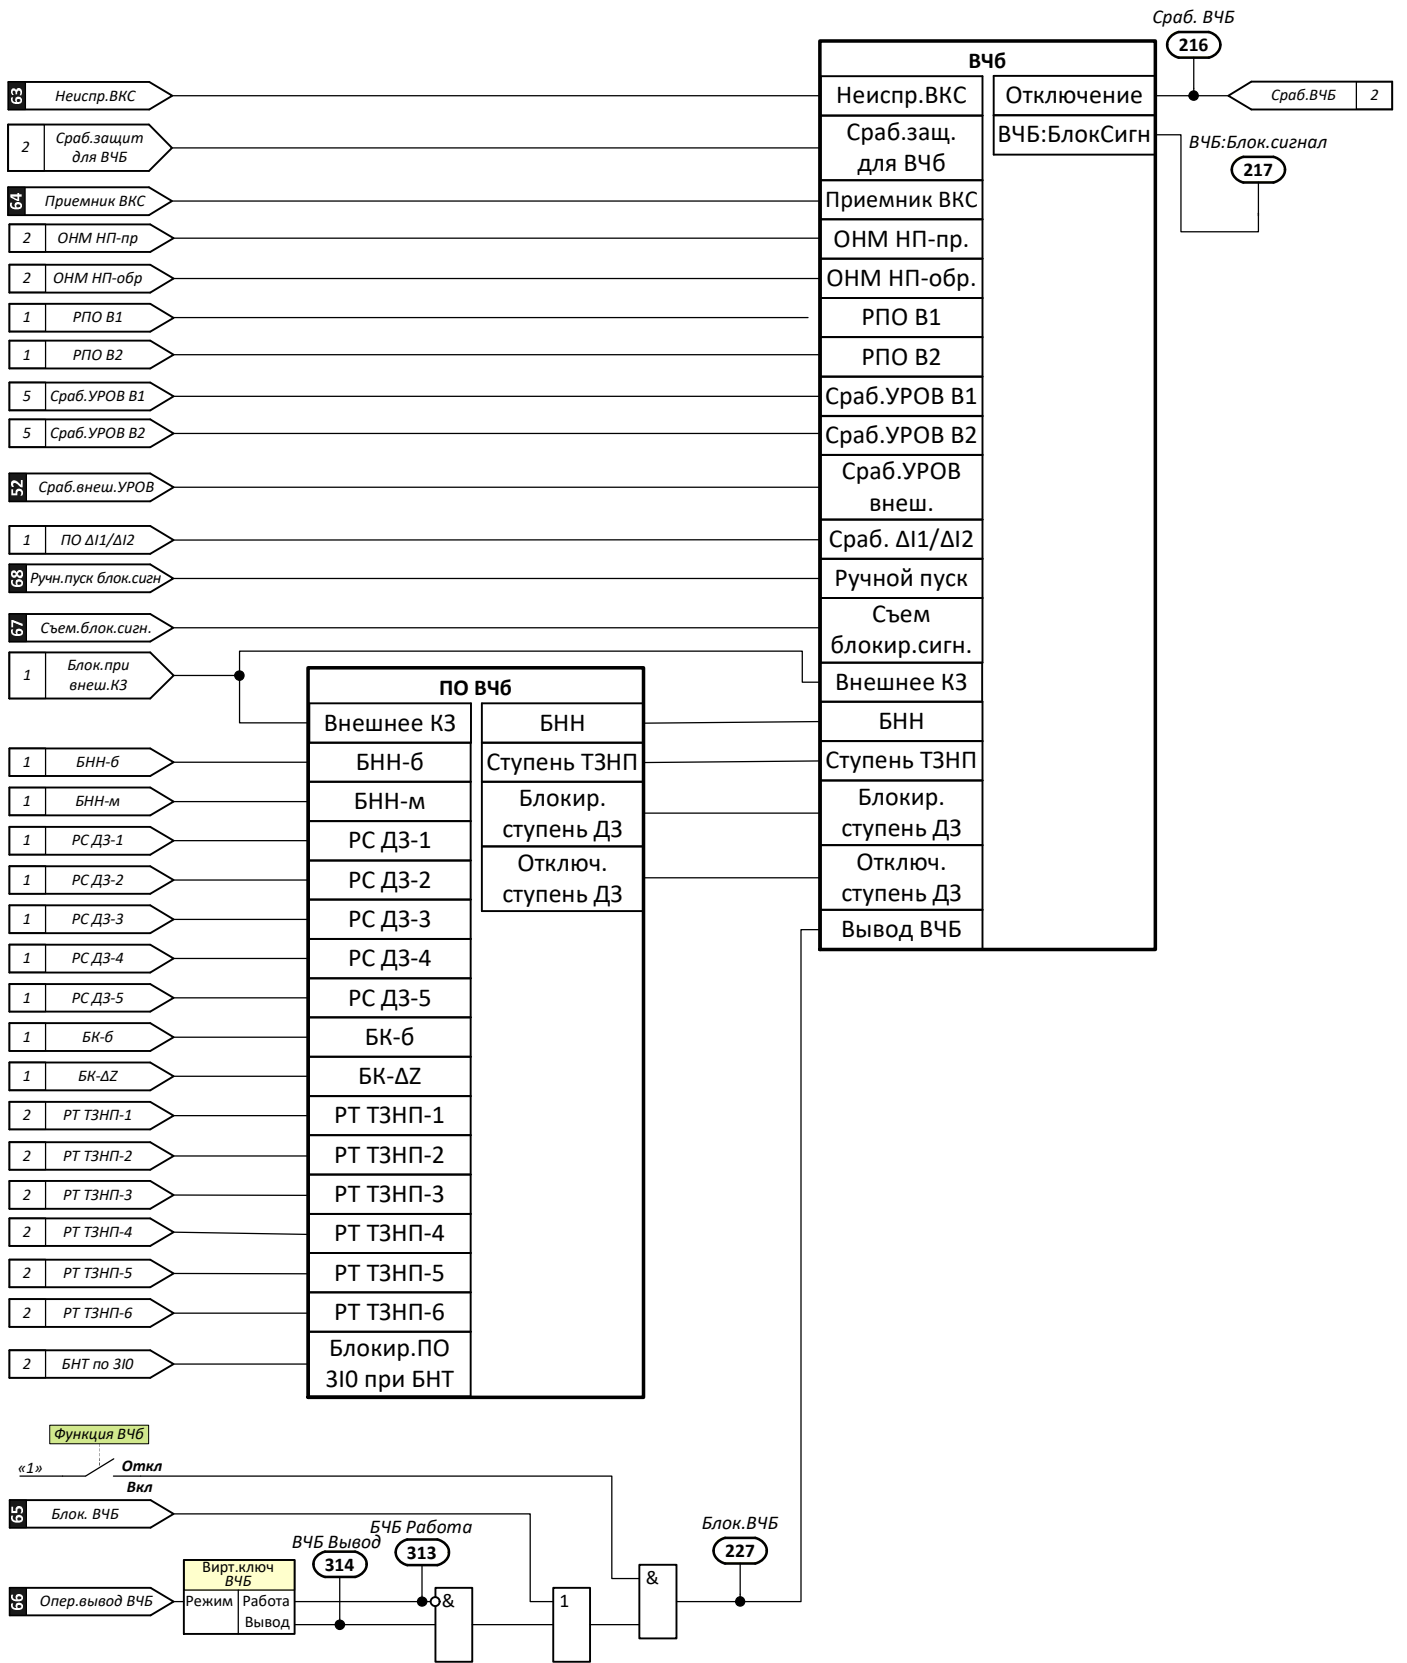 Сраб. ВЧБ
216
ВЧб
63 Неиспр.ВКС
Неиспр.ВКС
Отключение
Сраб.ВЧБ 2
2 Сраб.защит
для ВЧБ
Сраб.защ.
для ВЧб
ВЧБ:БлокСигн
ВЧБ:Блок.сигнал
217
64 Приемник ВКС
Приемник ВКС
2 ОНМ НП-пр
ОНМ НП-пр.
2 ОНМ НП-обр
ОНМ НП-обр.
1 РПО В1
РПО В1
1 РПО В2
РПО В2
5 Сраб.УРОВ В1
Сраб.УРОВ В1
5 Сраб.УРОВ В2
Сраб.УРОВ В2
52 Сраб.внеш.УРОВ
Сраб.УРОВ
внеш.
1 ПО ΔI1/ΔI2
Сраб. ΔI1/ΔI2
68 Ручн.пуск блок.сигн
Ручной пуск
67 Съем.блок.сигн.
Съем
блокир.сигн.
1 Блок.при
внеш.КЗ
Внешнее КЗ
БНН
Ступень ТЗНП
Блокир.
ступень ДЗ
Отключ.
ступень ДЗ
Вывод ВЧБ
ПО ВЧб
Внешнее КЗ
БНН
1 БНН-б
БНН-б
Ступень ТЗНП
1 БНН-м
БНН-м
Блокир.
ступень ДЗ
1 РС ДЗ-1
РС ДЗ-1
Отключ.
ступень ДЗ
1 РС ДЗ-2
РС ДЗ-2
1 РС ДЗ-3
РС ДЗ-3
1 РС ДЗ-4
РС ДЗ-4
1 РС ДЗ-5
РС ДЗ-5
1 БК-б
БК-б
1 БК-ΔZ
БК-ΔZ
2 РТ ТЗНП-1
РТ ТЗНП-1
2 РТ ТЗНП-2
РТ ТЗНП-2
2 РТ ТЗНП-3
РТ ТЗНП-3
2 РТ ТЗНП-4
РТ ТЗНП-4
2 РТ ТЗНП-5
РТ ТЗНП-5
2 РТ ТЗНП-6
РТ ТЗНП-6
2 БНТ по 3I0
Блокир.ПО
3I0 при БНТ
Функция ВЧб
«1»
Откл
Вкл
65 Блок. ВЧБ
ВЧБ Вывод
314
БЧБ Работа
313
Блок.ВЧБ
227
66 Опер.вывод ВЧБ
Вирт.ключ
ВЧБ
Режим
Работа
Вывод
&
1
&